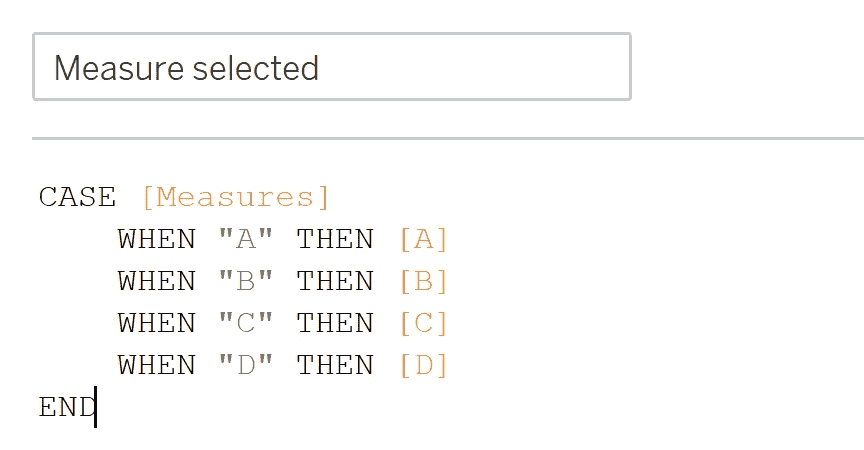 Measure selected
CASE [Measures]
WHEN "A" THEN [A]
WHEN "B" THEN [B]
WHEN "C" THEN [C]
WHEN "D" THEN [D]
END